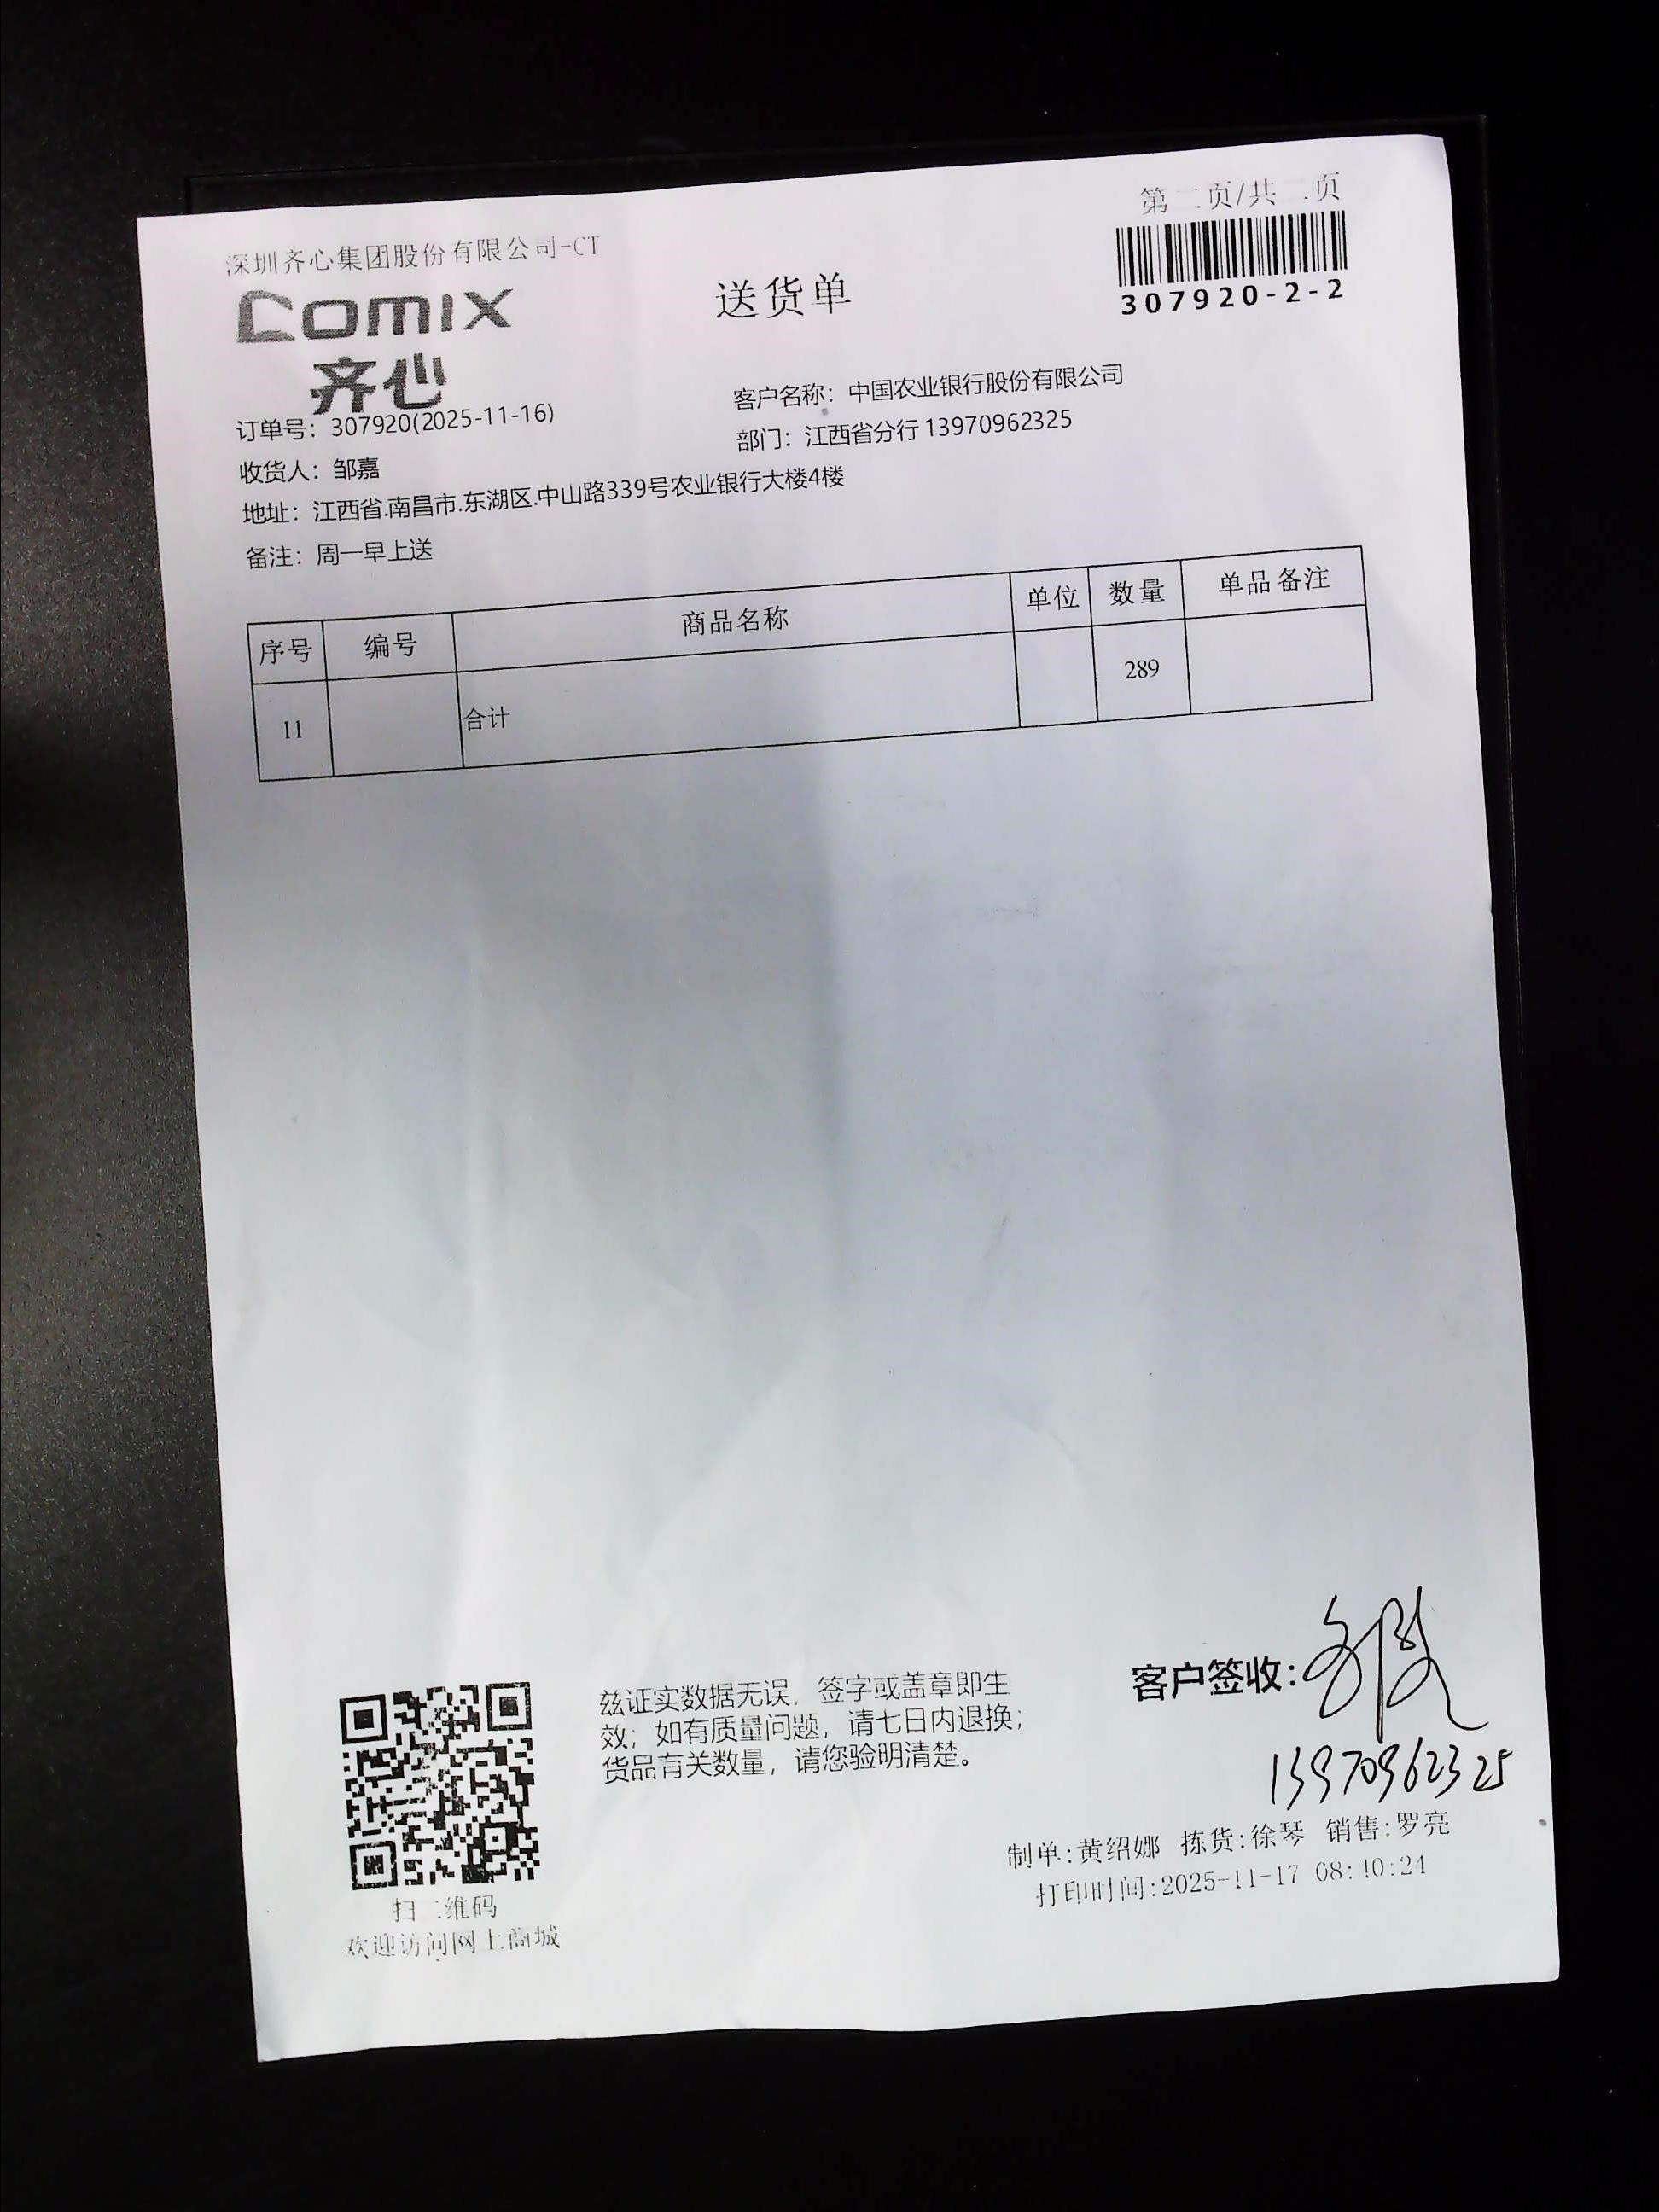 第二页/共二页
深圳齐心集团股份有限公司-CT
comix
齐心
送货单
307920-2-2
订单号：307920(2025-11-16)
客户名称：中国农业银行股份有限公司
收货人：邹嘉
部门：江西省分行 13970962325
地址：江西省.南昌市.东湖区.中山路339号农业银行大楼4楼
备注：周一早上送
序号 编号 商品名称 单位 数量 单品备注
11 合计 289
兹证实数据无误，签字或盖章即生
效；如有质量问题，请七日内退换；
货品有关数量，请您验明清楚。
客户签收：
13970962325
制单:黄绍娜 拣货:徐琴 销售:罗亮
打印时间:2025-11-17 08:40:24
扫二维码
欢迎访问网上商城